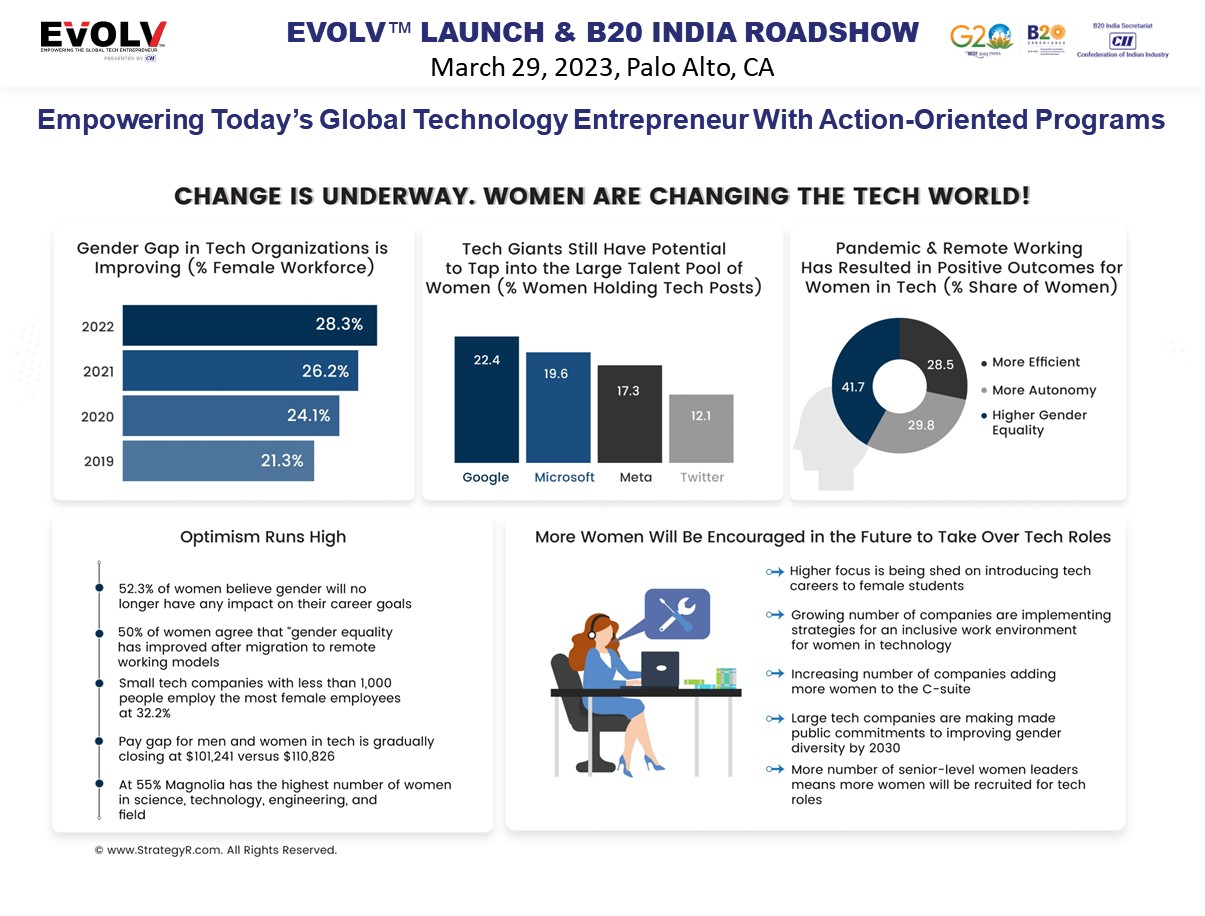 EVOLV™
EMPOWERING THE GLOBAL TECH ENTREPRENEUR
PRESENTED BY CII
EVOLV™ LAUNCH & B20 INDIA ROADSHOW
March 29, 2023, Palo Alto, CA
G20
B20
B20 India Secretariat
CII
Confederation of Indian Industry
Empowering Today's Global Technology Entrepreneur With Action-Oriented Programs
CHANGE IS UNDERWAY. WOMEN ARE CHANGING THE TECH WORLD!
Gender Gap in Tech Organizations is
Improving (% Female Workforce)
2022 28.3%
2021 26.2%
2020 24.1%
2019 21.3%
Tech Giants Still Have Potential
to Tap into the Large Talent Pool of
Women (% Women Holding Tech Posts)
22.4 19.6 17.3 12.1
Google Microsoft Meta Twitter
Pandemic & Remote Working
Has Resulted in Positive Outcomes for
Women in Tech (% Share of Women)
28.5
41.7
29.8
More Efficient
More Autonomy
Higher Gender
Equality
Optimism Runs High
52.3% of women believe gender will no
longer have any impact on their career goals
50% of women agree that "gender equality
has improved after migration to remote
working models
Small tech companies with less than 1,000
people employ the most female employees
at 32.2%
Pay gap for men and women in tech is gradually
closing at $101,241 versus $110,826
At 55% Magnolia has the highest number of women
in science, technology, engineering, and
field
More Women Will Be Encouraged in the Future to Take Over Tech Roles
Higher focus is being shed on introducing tech
careers to female students
Growing number of companies are implementing
strategies for an inclusive work environment
for women in technology
Increasing number of companies adding
more women to the C-suite
Large tech companies are making made
public commitments to improving gender
diversity by 2030
More number of senior-level women leaders
means more women will be recruited for tech
roles
© www.StrategyR.com. All Rights Reserved.